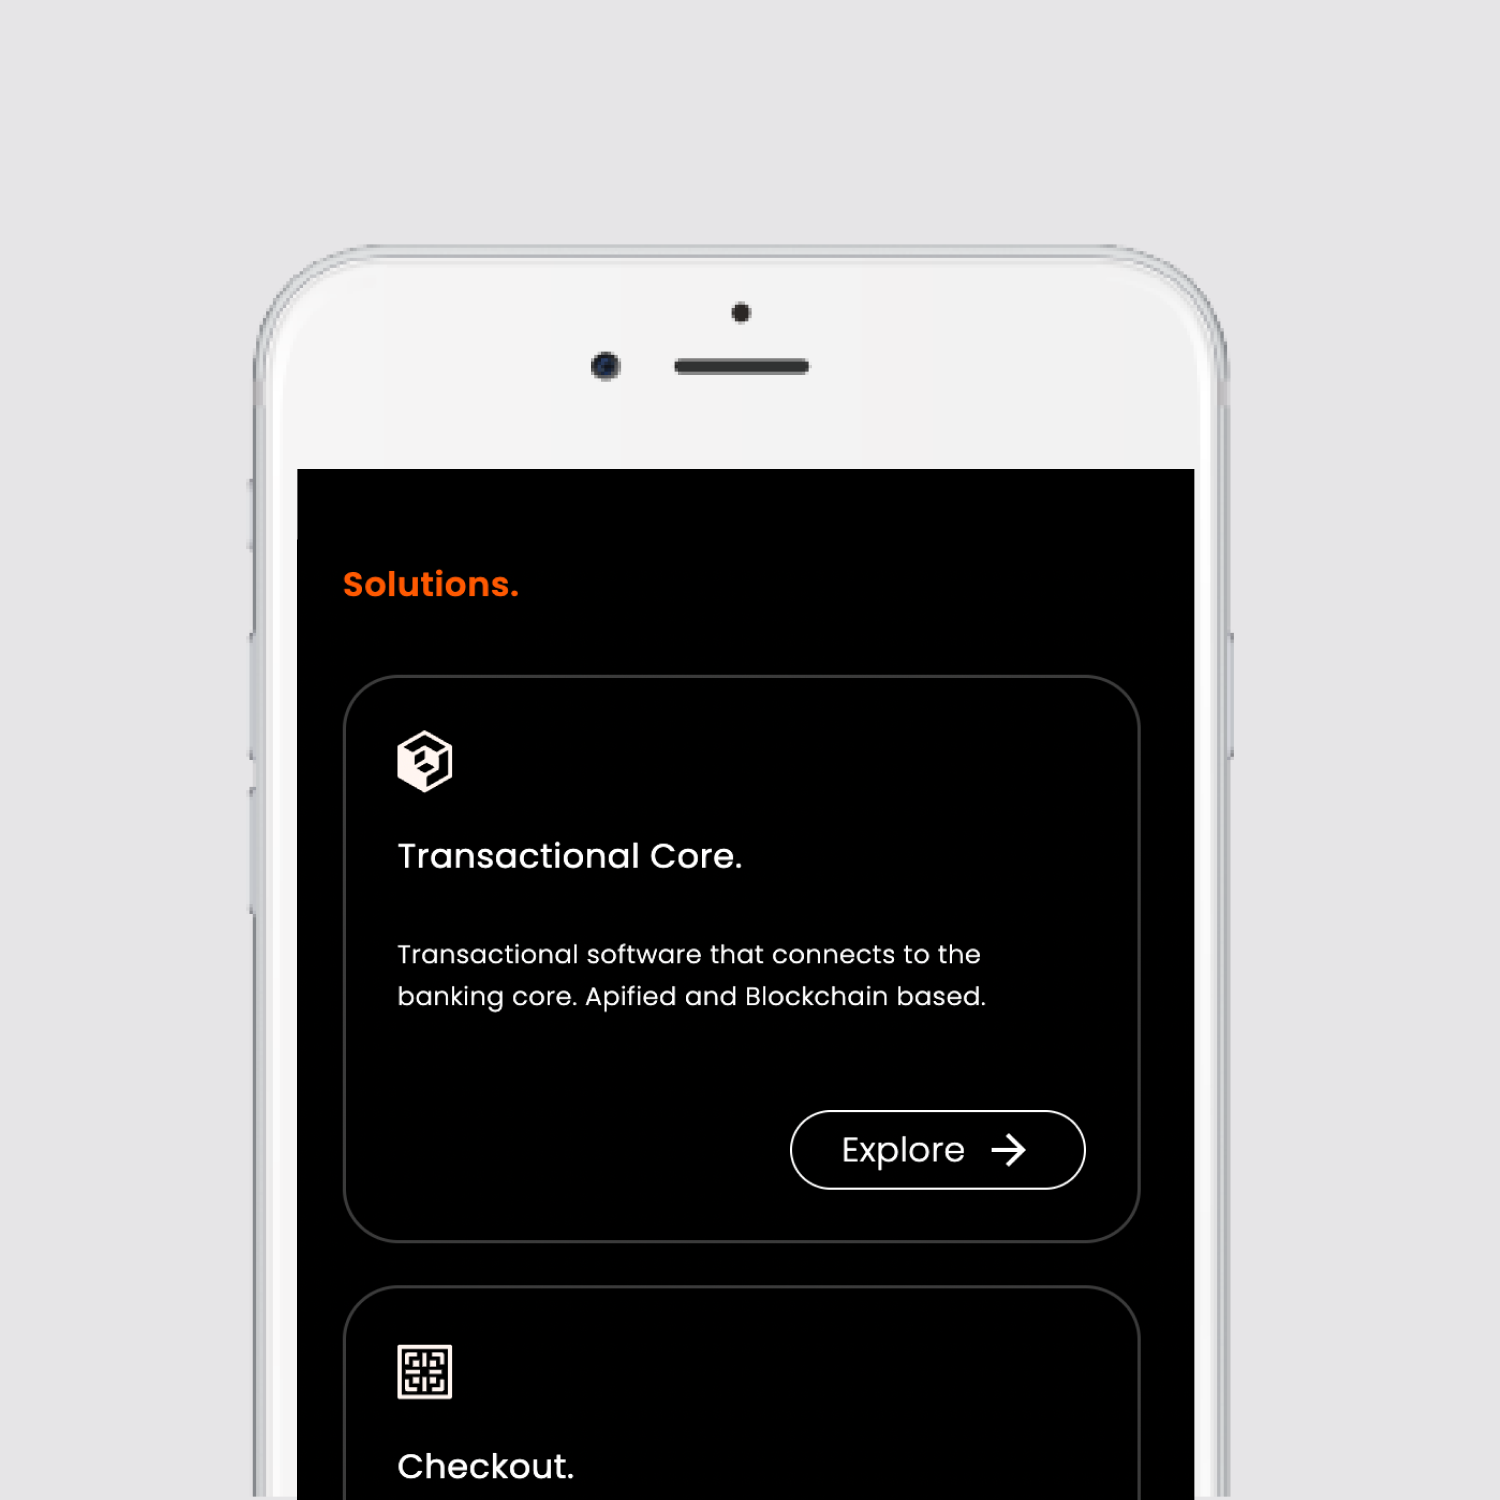 Solutions.
Transactional Core.
Transactional software that connects to the
banking core. Apified and Blockchain based.
Explore
Checkout.